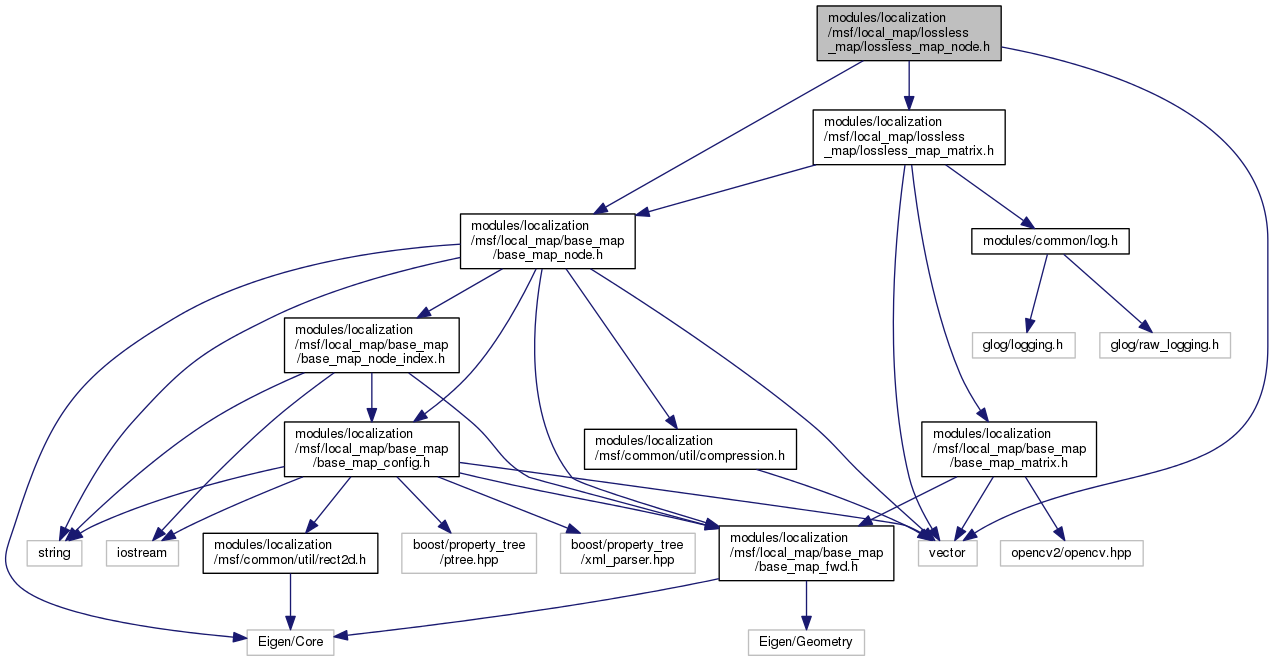 modules/localization
/msf/local_map/lossless
_map/lossless_map_node.h
modules/localization
/msf/local_map/lossless
_map/lossless_map_matrix.h
modules/localization
/msf/local_map/base_map
/base_map_node.h
modules/common/log.h
modules/localization
/msf/local_map/base_map
/base_map_node_index.h
glog/logging.h
glog/raw_logging.h
modules/localization
/msf/local_map/base_map
/base_map_config.h
modules/localization
/msf/common/util/compression.h
modules/localization
/msf/local_map/base_map
/base_map_matrix.h
string
iostream
modules/localization
/msf/common/util/rect2d.h
boost/property_tree
/ptree.hpp
boost/property_tree
/xml_parser.hpp
modules/localization
/msf/local_map/base_map
/base_map_fwd.h
vector
opencv2/opencv.hpp
Eigen/Core
Eigen/Geometry